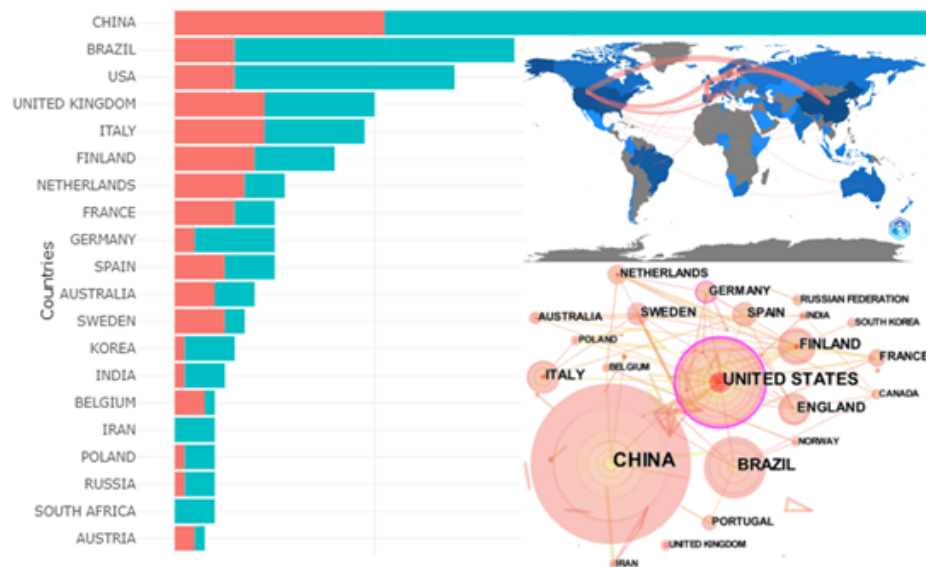 CHINA
BRAZIL
USA
UNITED KINGDOM
ITALY
FINLAND
NETHERLANDS
FRANCE
GERMANY
SPAIN
AUSTRALIA
SWEDEN
KOREA
INDIA
BELGIUM
IRAN
POLAND
RUSSIA
SOUTH AFRICA
AUSTRIA
Countries
NETHERLANDS
GERMANY
RUSSIAN FEDERATION
AUSTRALIA
SWEDEN
SPAIN
INDIA
SOUTH KOREA
POLAND
FINLAND
FRANCE
BELGIUM
ITALY
UNITED STATES
CANADA
ENGLAND
NORWAY
CHINA
BRAZIL
PORTUGAL
UNITED KINGDOM
IRAN